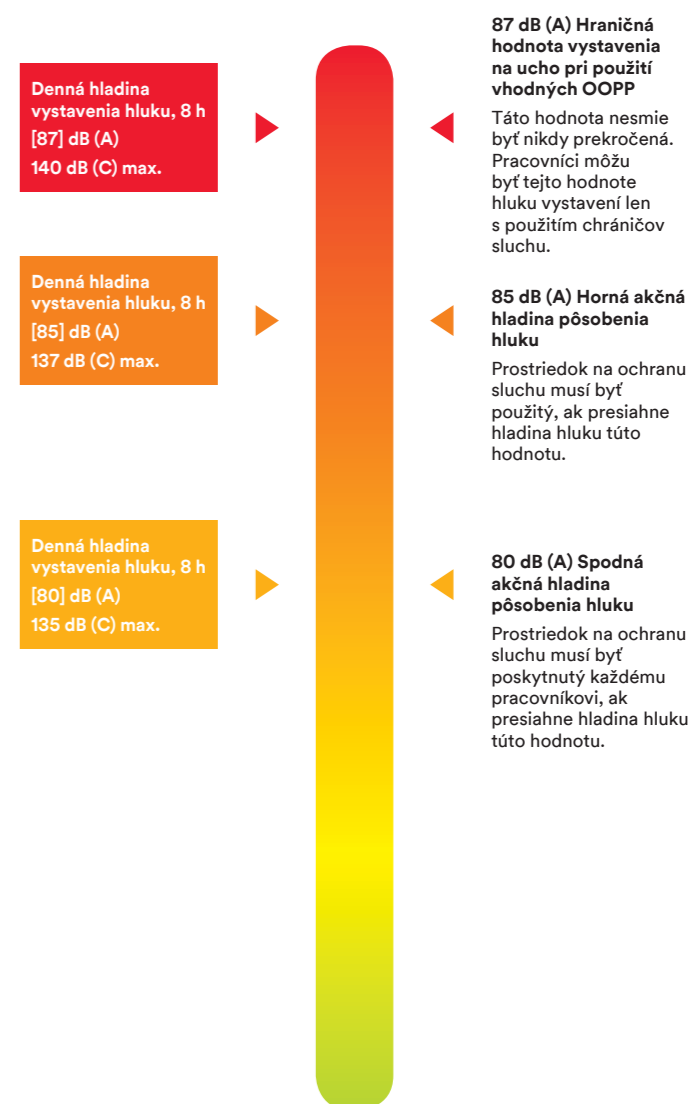 87 dB (A) Hraničná
hodnota vystavenia
na ucho pri použití
vhodných OOPP
Táto hodnota nesmie
byť nikdy prekročená.
Pracovníci môžu
byť tejto hodnote
hluku vystavení len
s použitím chráničov
sluchu.
Denná hladina
vystavenia hluku, 8 h
[87] dB (A)
140 dB (C) max.
Denná hladina
vystavenia hluku, 8 h
[85] dB (A)
137 dB (C) max.
85 dB (A) Horná akčná
hladina pôsobenia
hluku
Prostriedok na ochranu
sluchu musí byť
použitý, ak presiahne
hladina hluku túto
hodnotu.
Denná hladina
vystavenia hluku, 8 h
[80] dB (A)
135 dB (C) max.
80 dB (A) Spodná
akčná hladina
pôsobenia hluku
Prostriedok na ochranu
sluchu musí byť
poskytnutý každému
pracovníkovi, ak
presiahne hladina hluku
túto hodnotu.